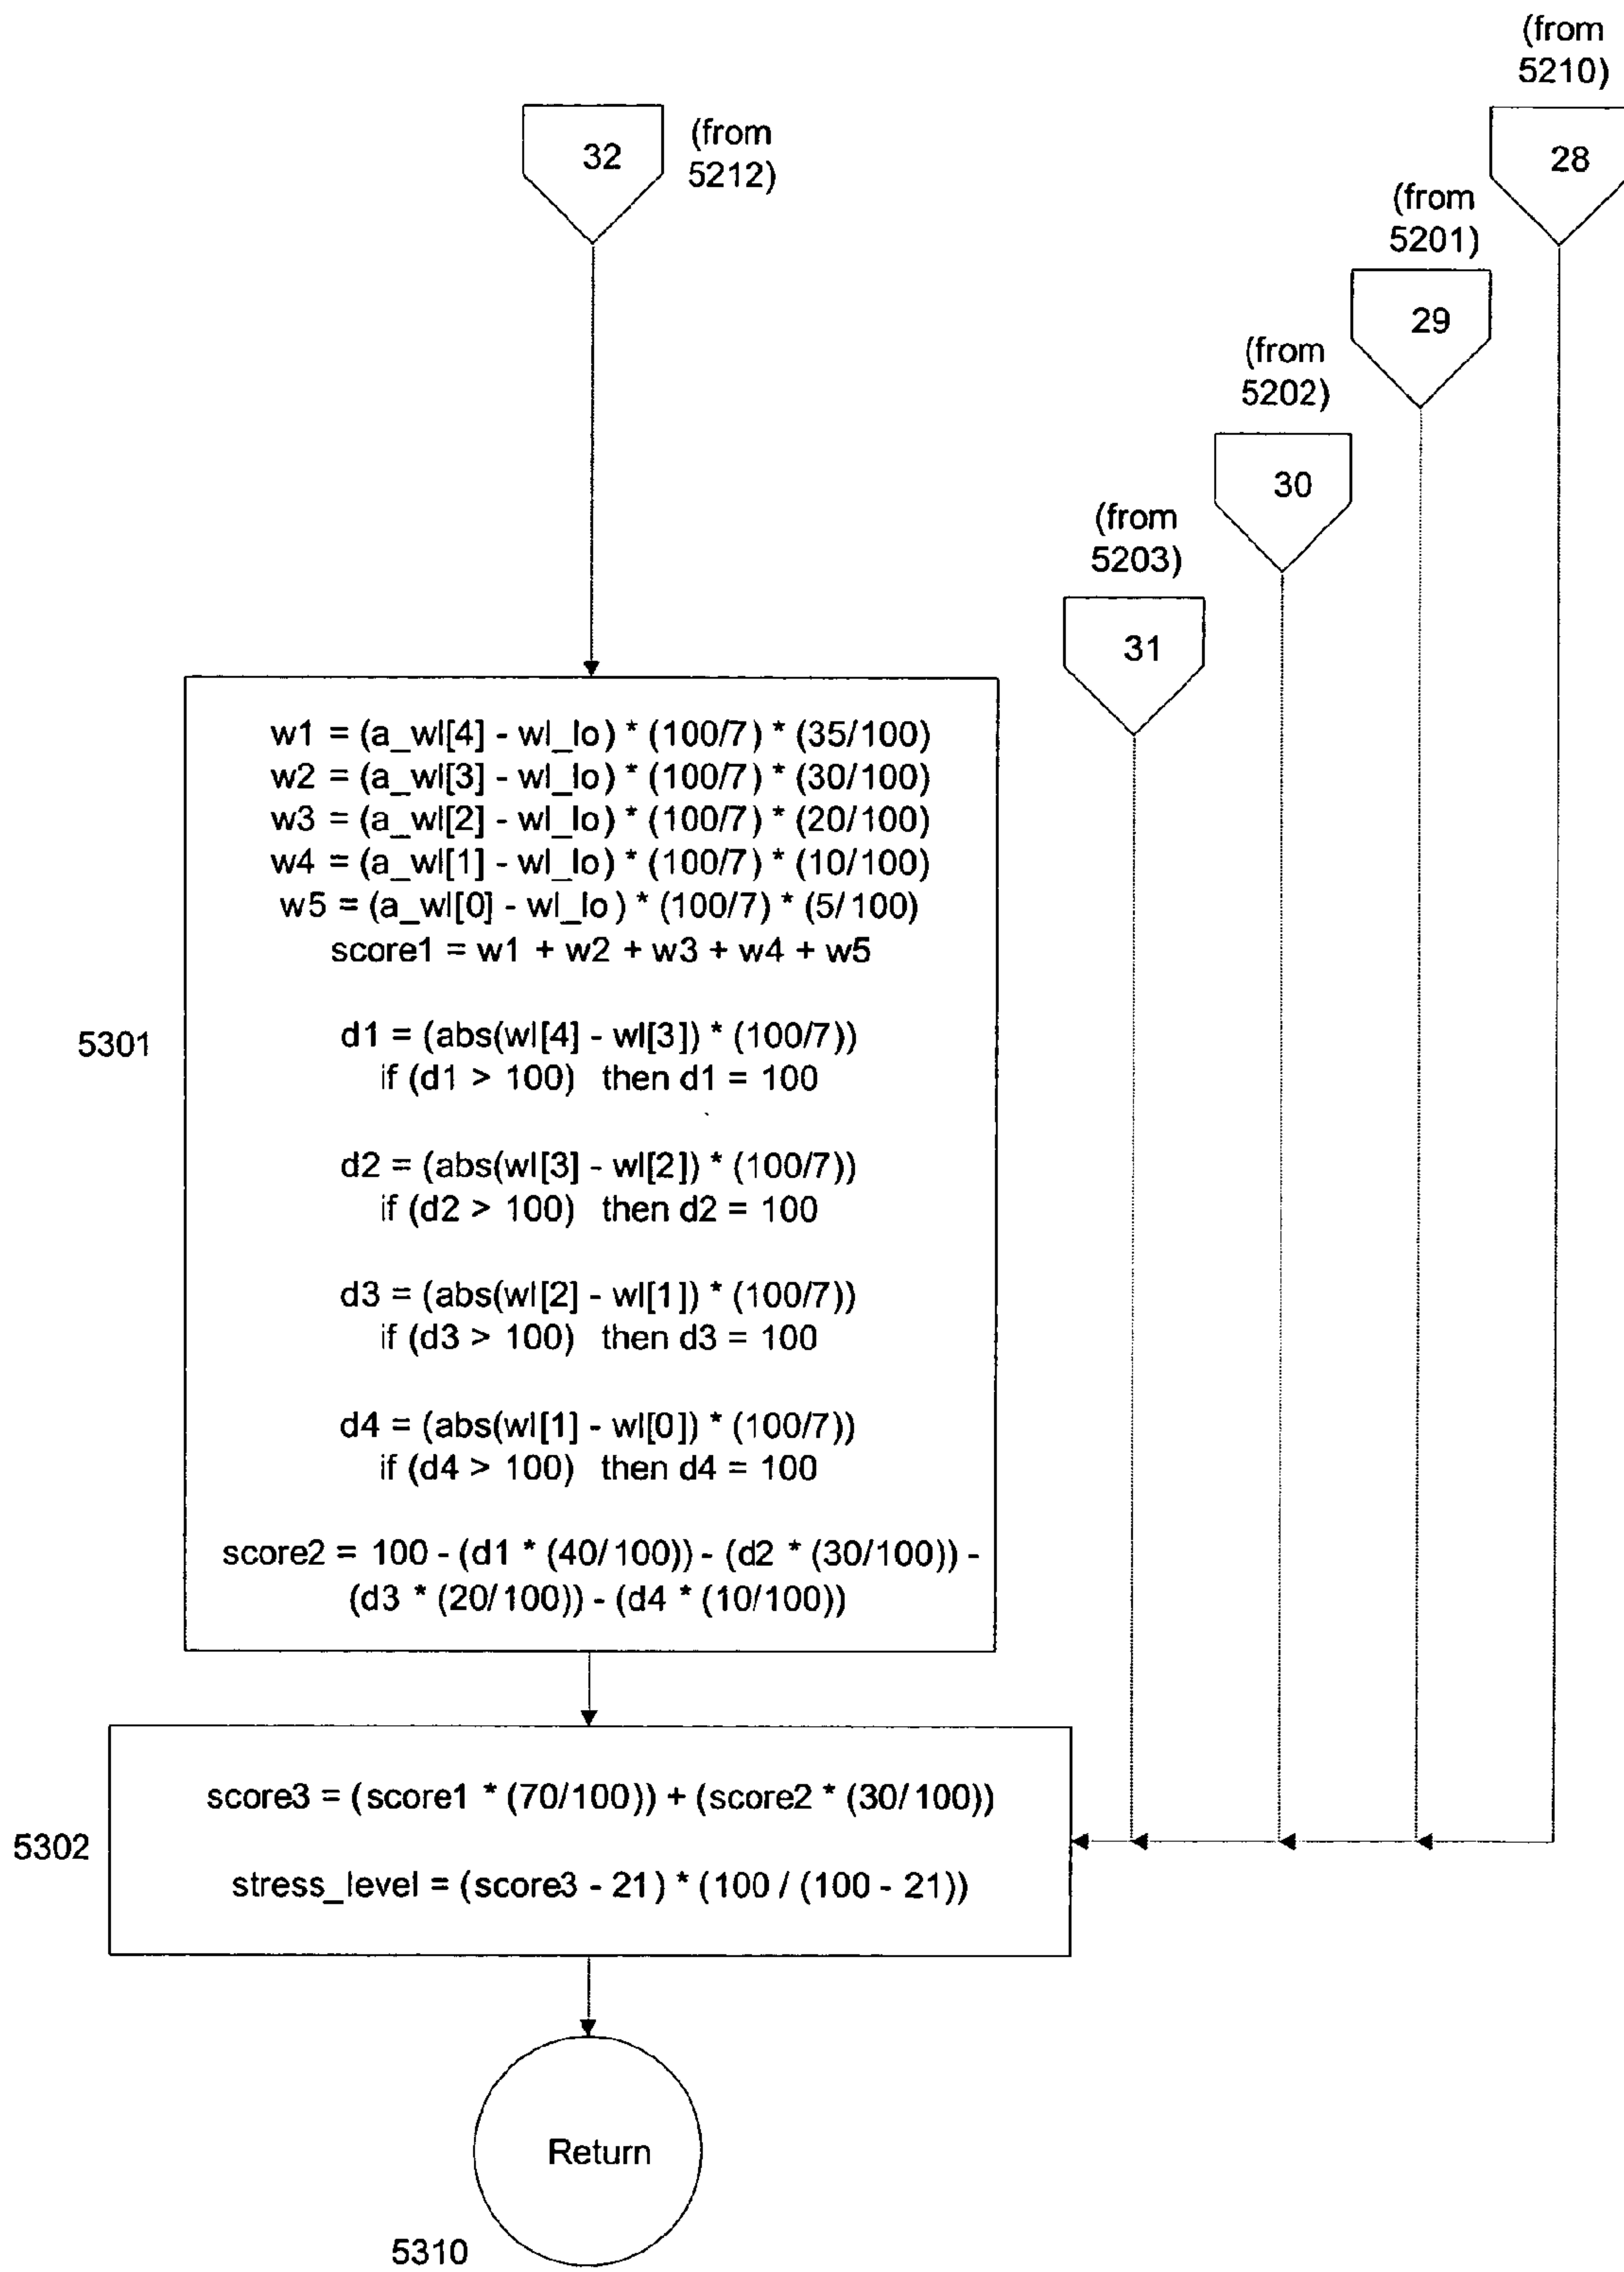 (from
5210)
32
(from
5212)
28
(from
5201)
29
(from
5202)
30
(from
5203)
31
w1 = (a_wl[4] - wl_lo) * (100/7) * (35/100)
w2 = (a_wl[3] - wl_lo) * (100/7) * (30/100)
w3 = (a_wl[2] - wl_lo) * (100/7) * (20/100)
w4 = (a_wl[1] - wl_lo) * (100/7) * (10/100)
w5 = (a_wl[0] - wl_lo) * (100/7) * (5/100)
score1 = w1 + w2 + w3 + w4 + w5
5301
d1 = (abs(wl[4] - wl[3]) * (100/7))
if (d1 > 100) then d1 = 100
d2 = (abs(wl[3] - wl[2]) * (100/7))
if (d2 > 100) then d2 = 100
d3 = (abs(wl[2] - wl[1]) * (100/7))
if (d3 > 100) then d3 = 100
d4 = (abs(wl[1] - wl[0]) * (100/7))
if (d4 > 100) then d4 = 100
score2 = 100 - (d1 * (40/100)) - (d2 * (30/100)) -
(d3 * (20/100)) - (d4 * (10/100))
score3 = (score1 * (70/100)) + (score2 * (30/100))
5302
stress_level = (score3 - 21) * (100 / (100 - 21))
Return
5310